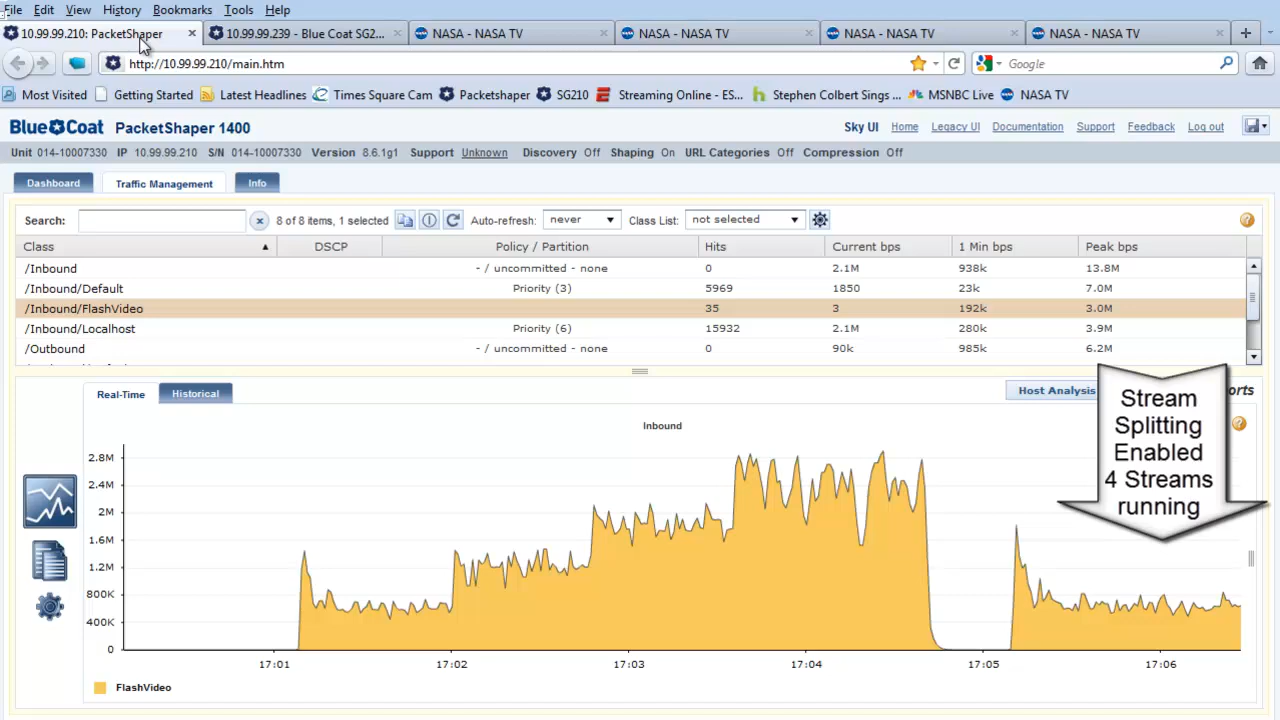 File Edit View History Bookmarks Tools Help
10.99.99.210: PacketShaper × 10.99.99.239 - Blue Coat SG2... × NASA - NASA TV × NASA - NASA TV × NASA - NASA TV × NASA - NASA TV × +
http://10.99.99.210/main.htm Google
Most Visited Getting Started Latest Headlines Times Square Cam Packetshaper SG210 Streaming Online - ES... Stephen Colbert Sings ... MSNBC Live NASA TV
Blue Coat PacketShaper 1400 Sky UI Home Legacy UI Documentation Support Feedback Log out
Unit 014-10007330 IP 10.99.99.210 S/N 014-10007330 Version 8.6.1g1 Support Unknown Discovery Off Shaping On URL Categories Off Compression Off
Dashboard Traffic Management Info
Search: 8 of 8 items, 1 selected Auto-refresh: never Class List: not selected
Class DSCP Policy / Partition Hits Current bps 1 Min bps Peak bps
/Inbound - / uncommitted - none 0 2.1M 938k 13.8M
/Inbound/Default Priority (3) 5969 1850 23k 7.0M
/Inbound/FlashVideo 35 3 192k 3.0M
/Inbound/Localhost Priority (6) 15932 2.1M 280k 3.9M
/Outbound - / uncommitted - none 0 90k 985k 6.2M
Real-Time Historical Host Analysis orts
Stream
Splitting
Enabled
4 Streams
running
Inbound
2.8M
2.4M
2M
1.6M
1.2M
800K
400K
0
17:01 17:02 17:03 17:04 17:05 17:06
FlashVideo